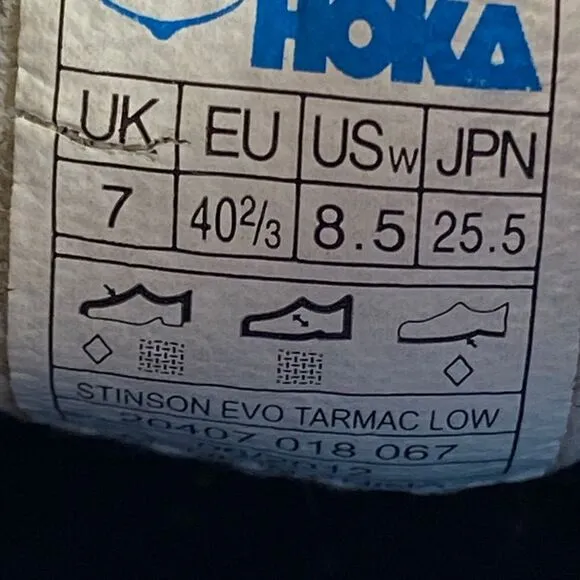 HOKA
UK EU USW JPN
7 40⅔ 8.5 25.5
STINSON EVO TARMAC LOW
20407 018 067